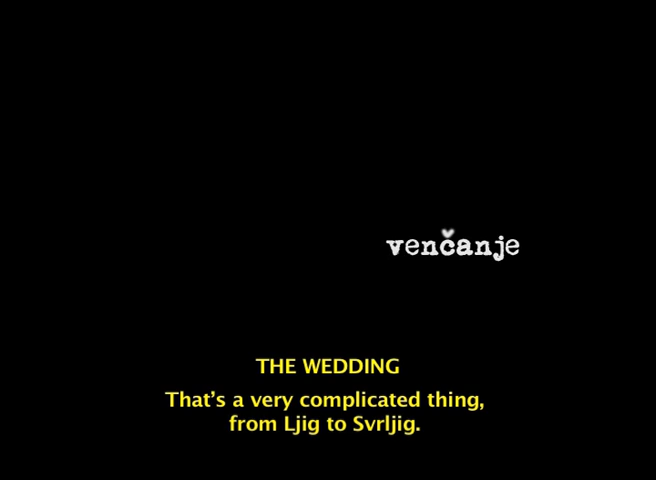 venčanje
THE WEDDING
That’s a very complicated thing,
from Ljig to Svrljig.